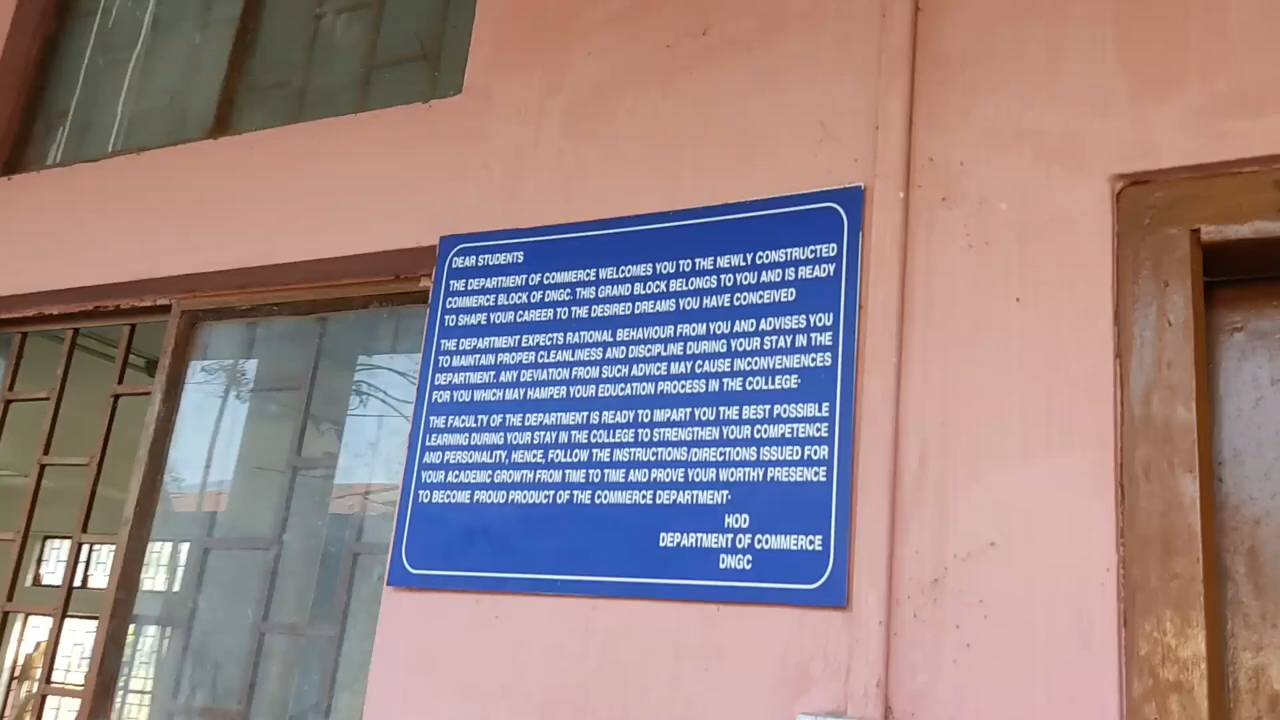 DEAR STUDENTS
THE DEPARTMENT OF COMMERCE WELCOMES YOU TO THE NEWLY CONSTRUCTED
COMMERCE BLOCK OF DNGC. THIS GRAND BLOCK BELONGS TO YOU AND IS READY
TO SHAPE YOUR CAREER TO THE DESIRED DREAMS YOU HAVE CONCEIVED
THE DEPARTMENT EXPECTS RATIONAL BEHAVIOUR FROM YOU AND ADVISES YOU
TO MAINTAIN PROPER CLEANLINESS AND DISCIPLINE DURING YOUR STAY IN THE
DEPARTMENT. ANY DEVIATION FROM SUCH ADVICE MAY CAUSE INCONVENIENCES
FOR YOU WHICH MAY HAMPER YOUR EDUCATION PROCESS IN THE COLLEGE.
THE FACULTY OF THE DEPARTMENT IS READY TO IMPART YOU THE BEST POSSIBLE
LEARNING DURING YOUR STAY IN THE COLLEGE TO STRENGTHEN YOUR COMPETENCE
AND PERSONALITY, HENCE, FOLLOW THE INSTRUCTIONS/DIRECTIONS ISSUED FOR
YOUR ACADEMIC GROWTH FROM TIME TO TIME AND PROVE YOUR WORTHY PRESENCE
TO BECOME PROUD PRODUCT OF THE COMMERCE DEPARTMENT.
HOD
DEPARTMENT OF COMMERCE
DNGC